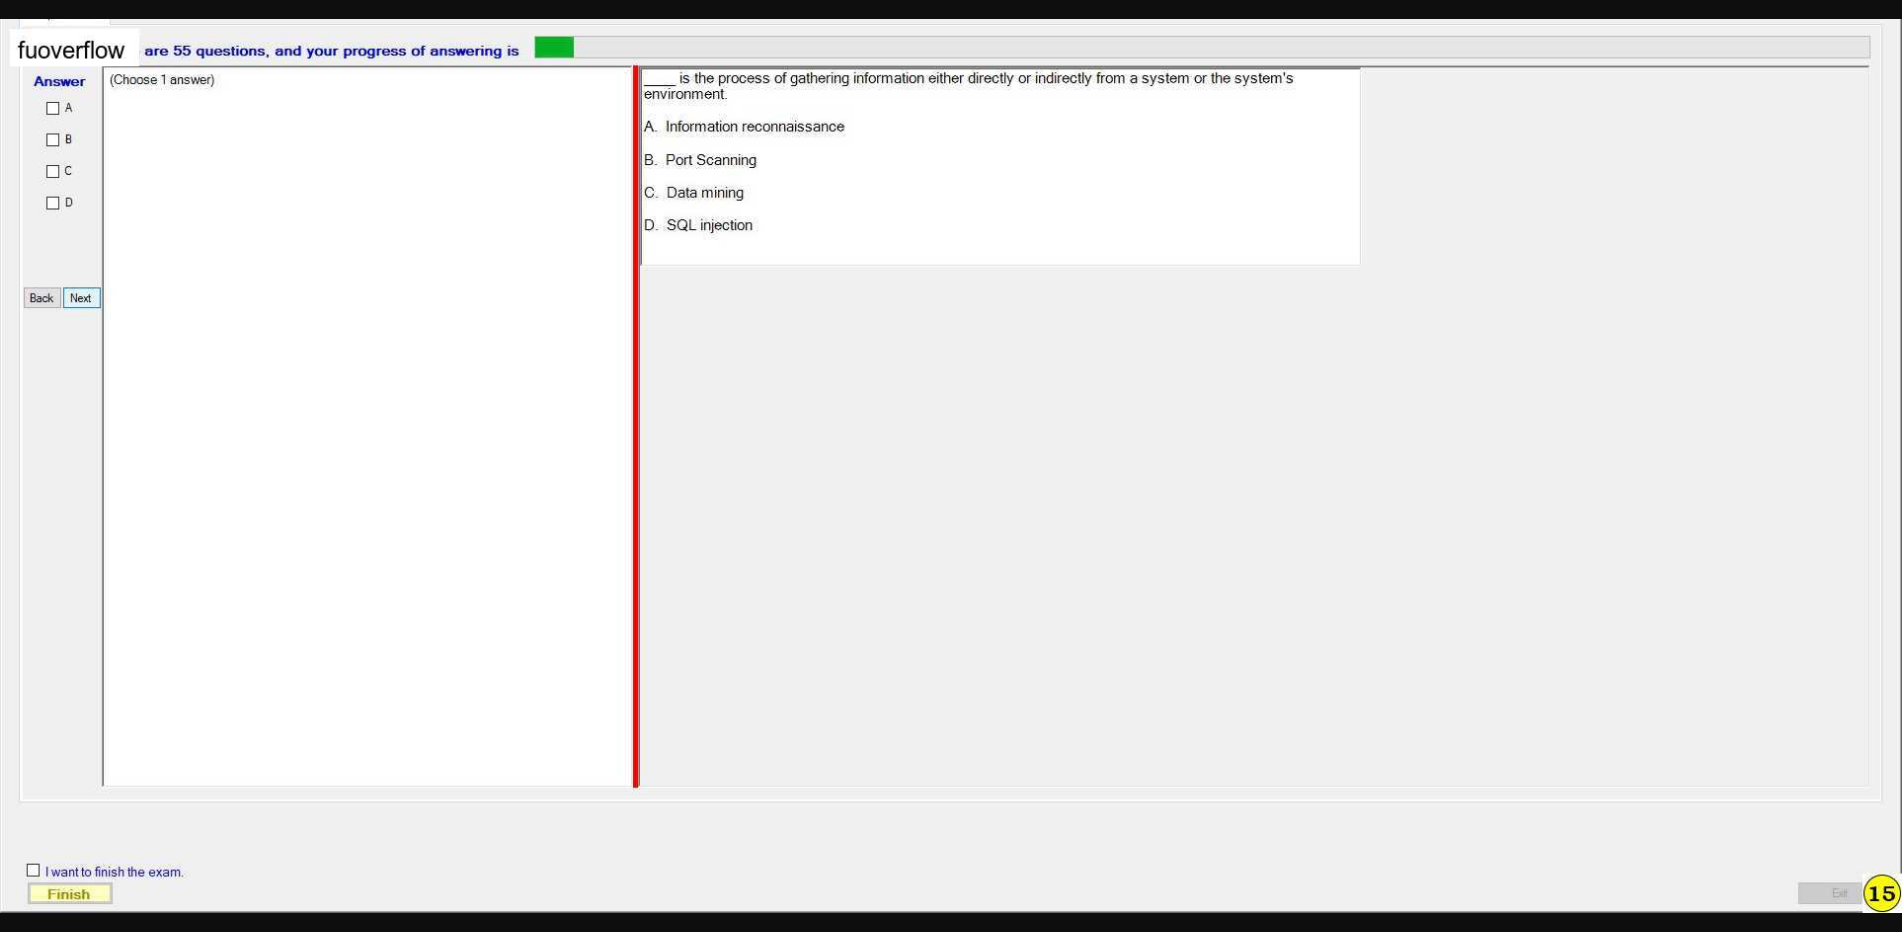 fuoverflow are 55 questions, and your progress of answering is
Answer
A
B
C
D
Back Next
(Choose 1 answer)
____ is the process of gathering information either directly or indirectly from a system or the system's
environment.
A. Information reconnaissance
B. Port Scanning
C. Data mining
D. SQL injection
I want to finish the exam.
Finish
Exit
15